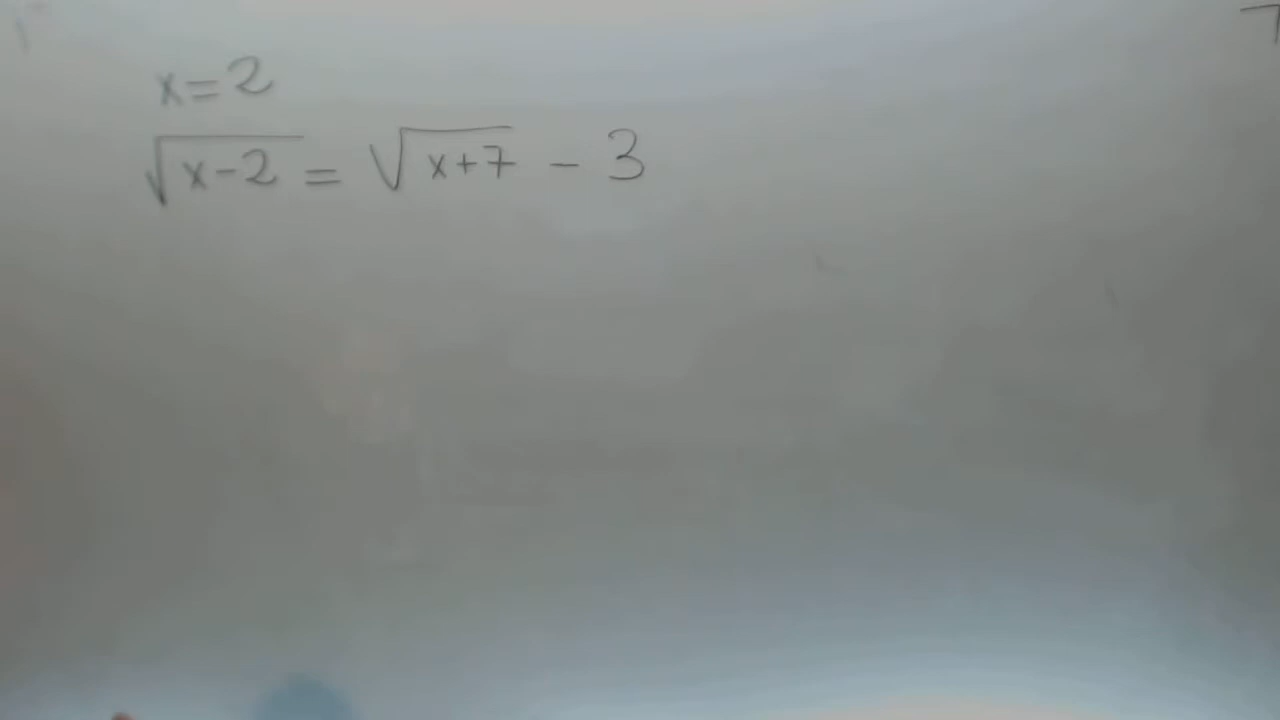 x=2
√(x-2) = √(x+7) - 3